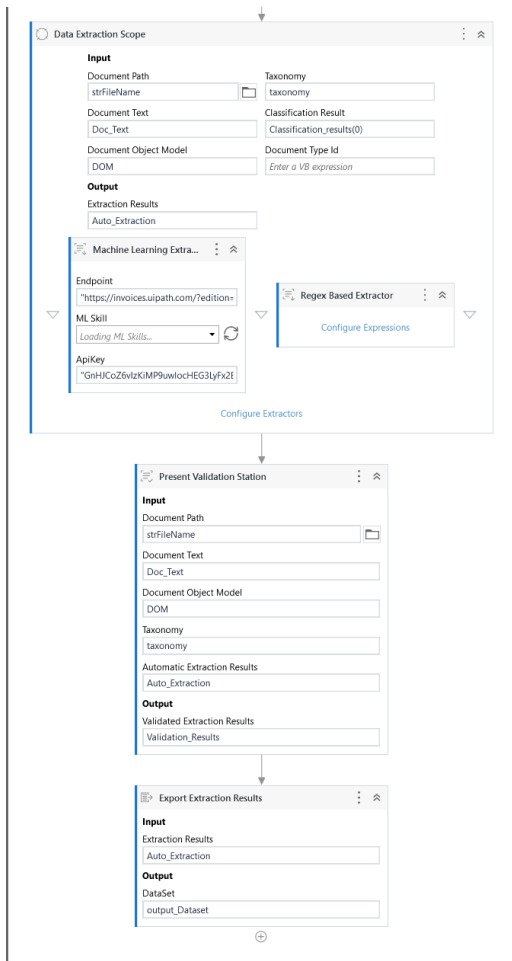 Data Extraction Scope
Input
Document Path
Taxonomy
strFileName
taxonomy
Document Text
Classification Result
Doc_Text
Classification_results(0)
Document Object Model
Document Type Id
DOM
Enter a VB expression
Output
Extraction Results
Auto_Extraction
Machine Learning Extra...
Endpoint
"https://invoices.uipath.com/?edition=
ML Skill
Loading ML Skills...
ApiKey
Regex Based Extractor
Configure Expressions
Configure Extractors
Present Validation Station
Input
Document Path
strFileName
Document Text
Doc_Text
Document Object Model
DOM
Taxonomy
taxonomy
Automatic Extraction Results
Auto_Extraction
Output
Validated Extraction Results
Validation_Results
Export Extraction Results
Input
Extraction Results
Auto_Extraction
Output
DataSet
output_Dataset